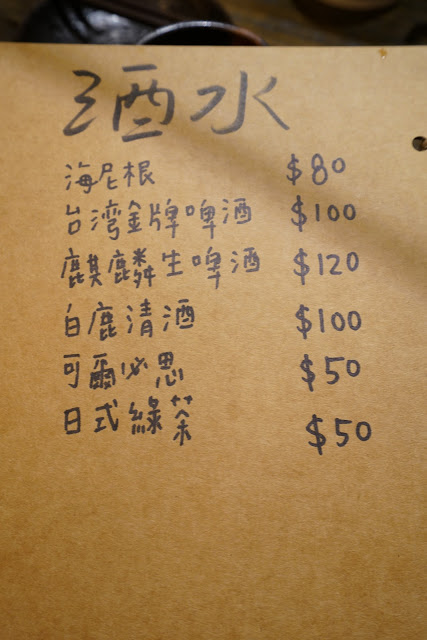 酒水
海尼根 $80
台灣金牌啤酒 $100
麒麟生啤酒 $120
白鹿清酒 $100
可爾必思 $50
日式綠茶 $50